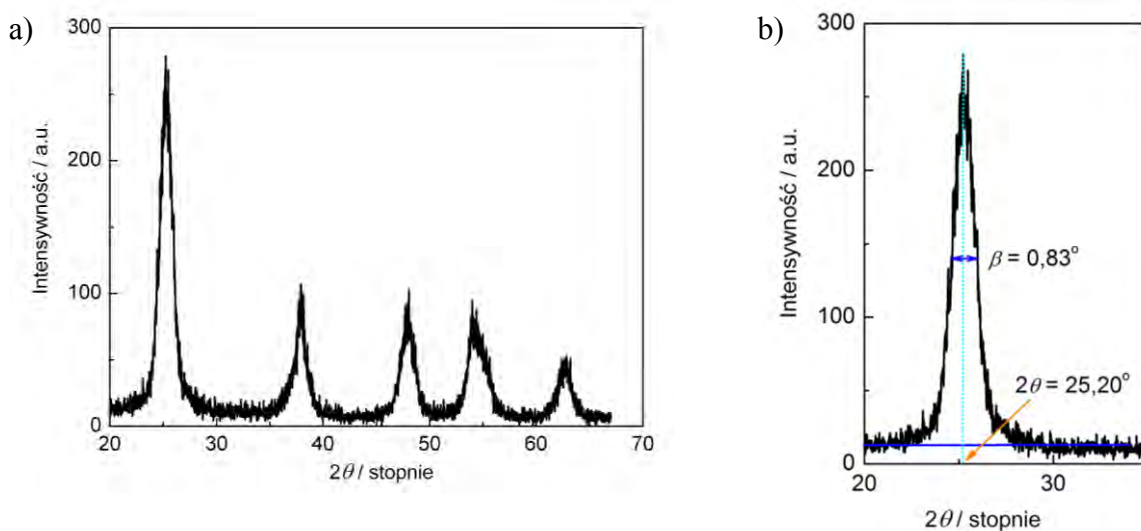 a)
300
200
100
0
Intensywność / a.u.
20 30 40 50 60 70
2θ / stopnie
b)
300
200
100
0
Intensywność / a.u.
β = 0,83°
2θ = 25,20°
20 30
2θ / stopnie